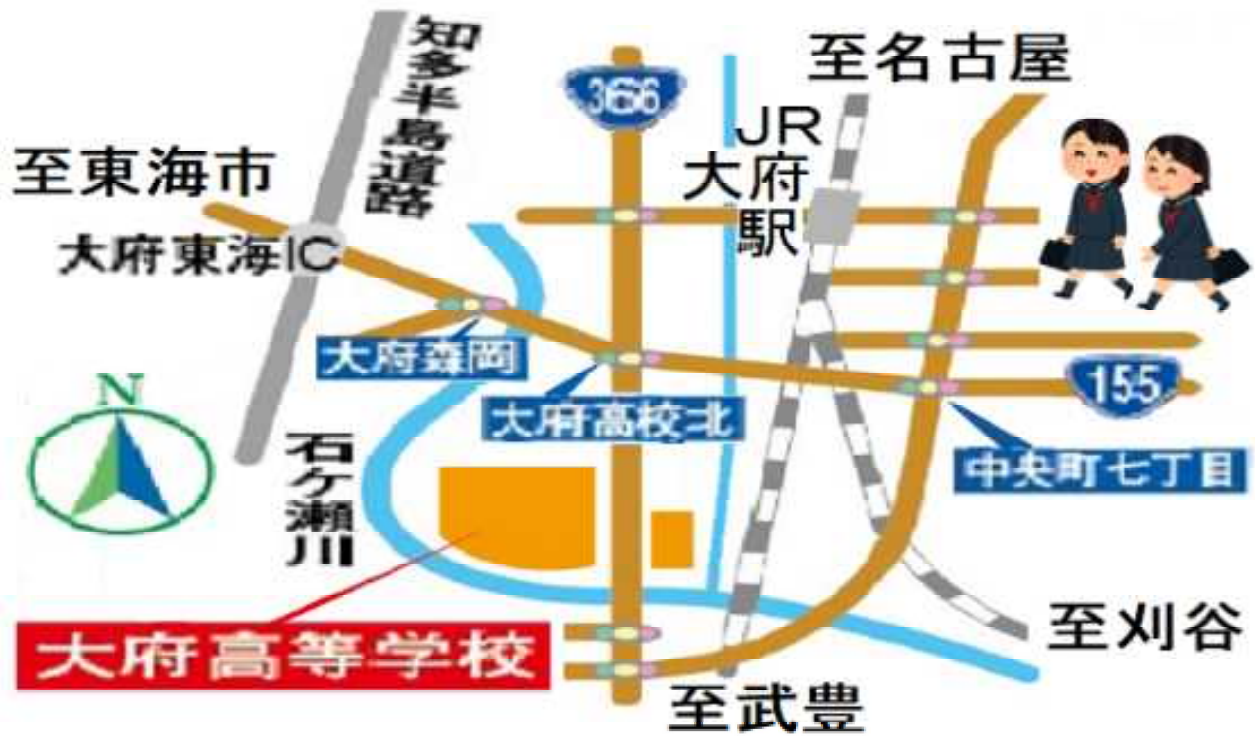 知多半島道路
366
至名古屋
JR
大府
駅
至東海市
大府東海IC
大府森岡
大府高校北
155
中央町七丁目
N
石ケ瀬川
大府高等学校
至刈谷
至武豊